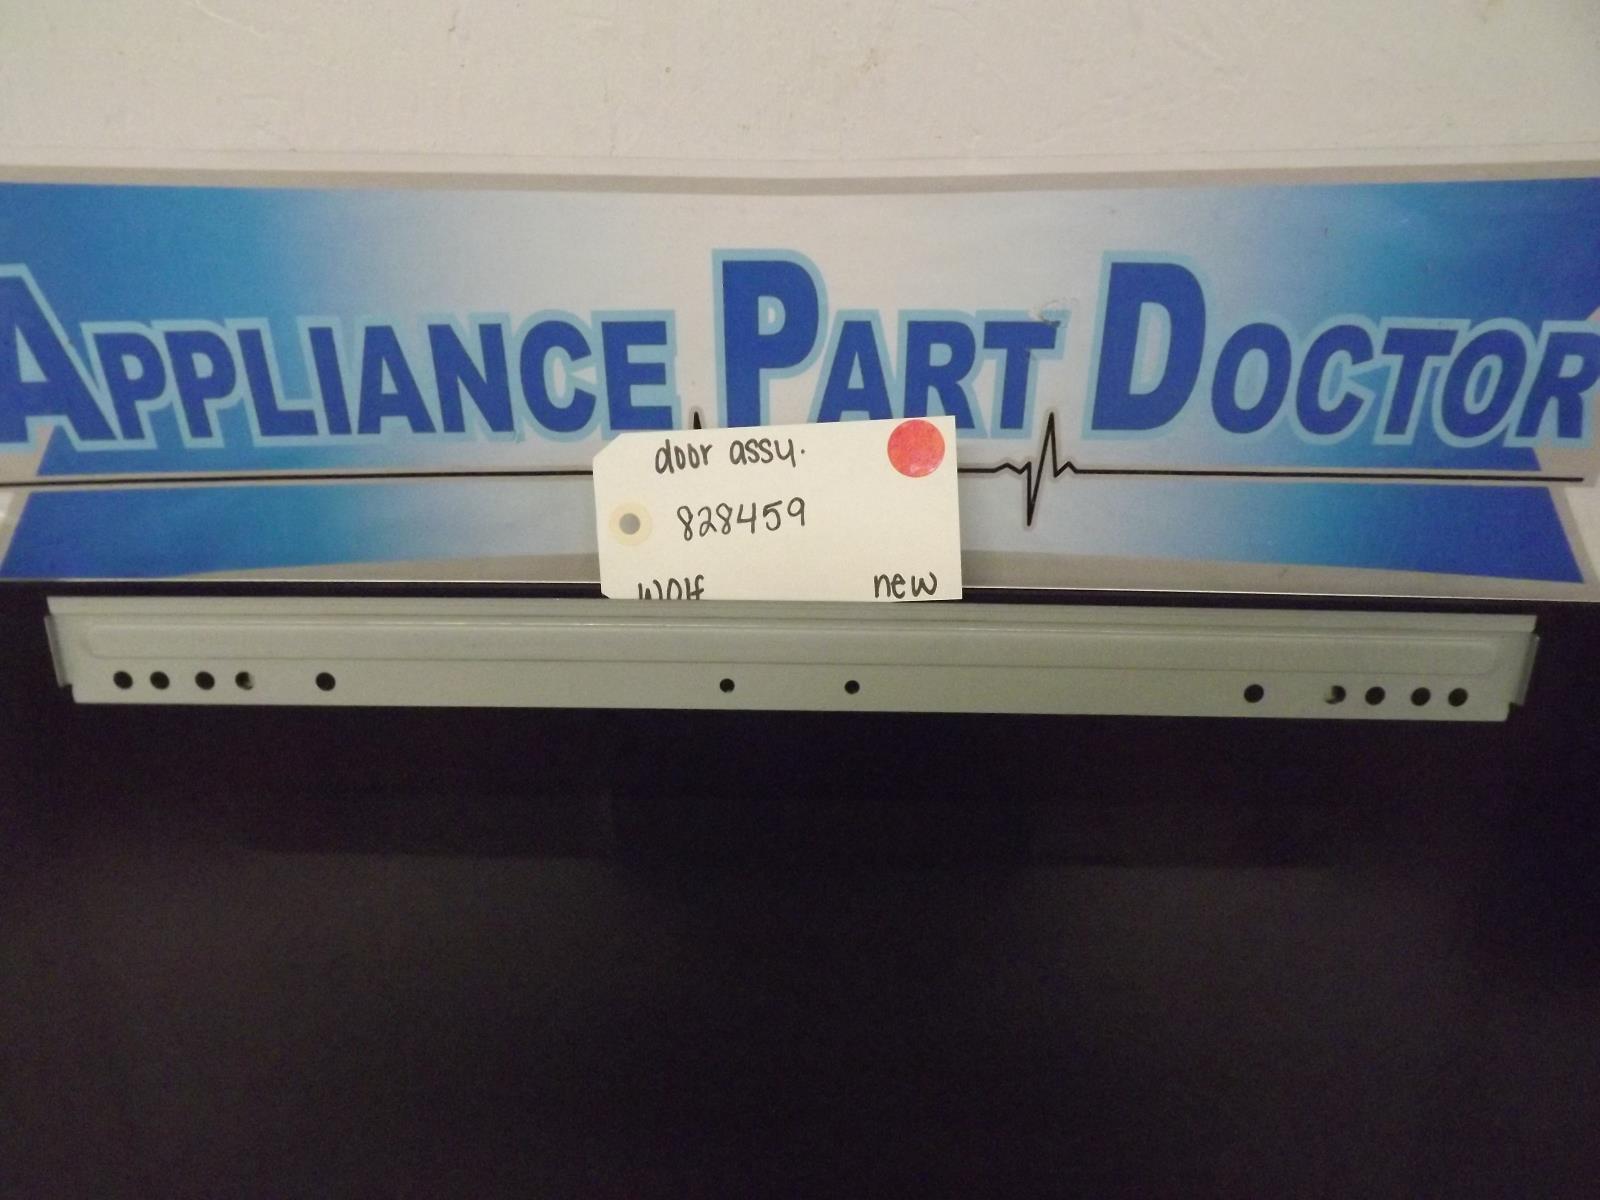 APPLIANCE PART DOCTOR
door assy.
828459
wolf new